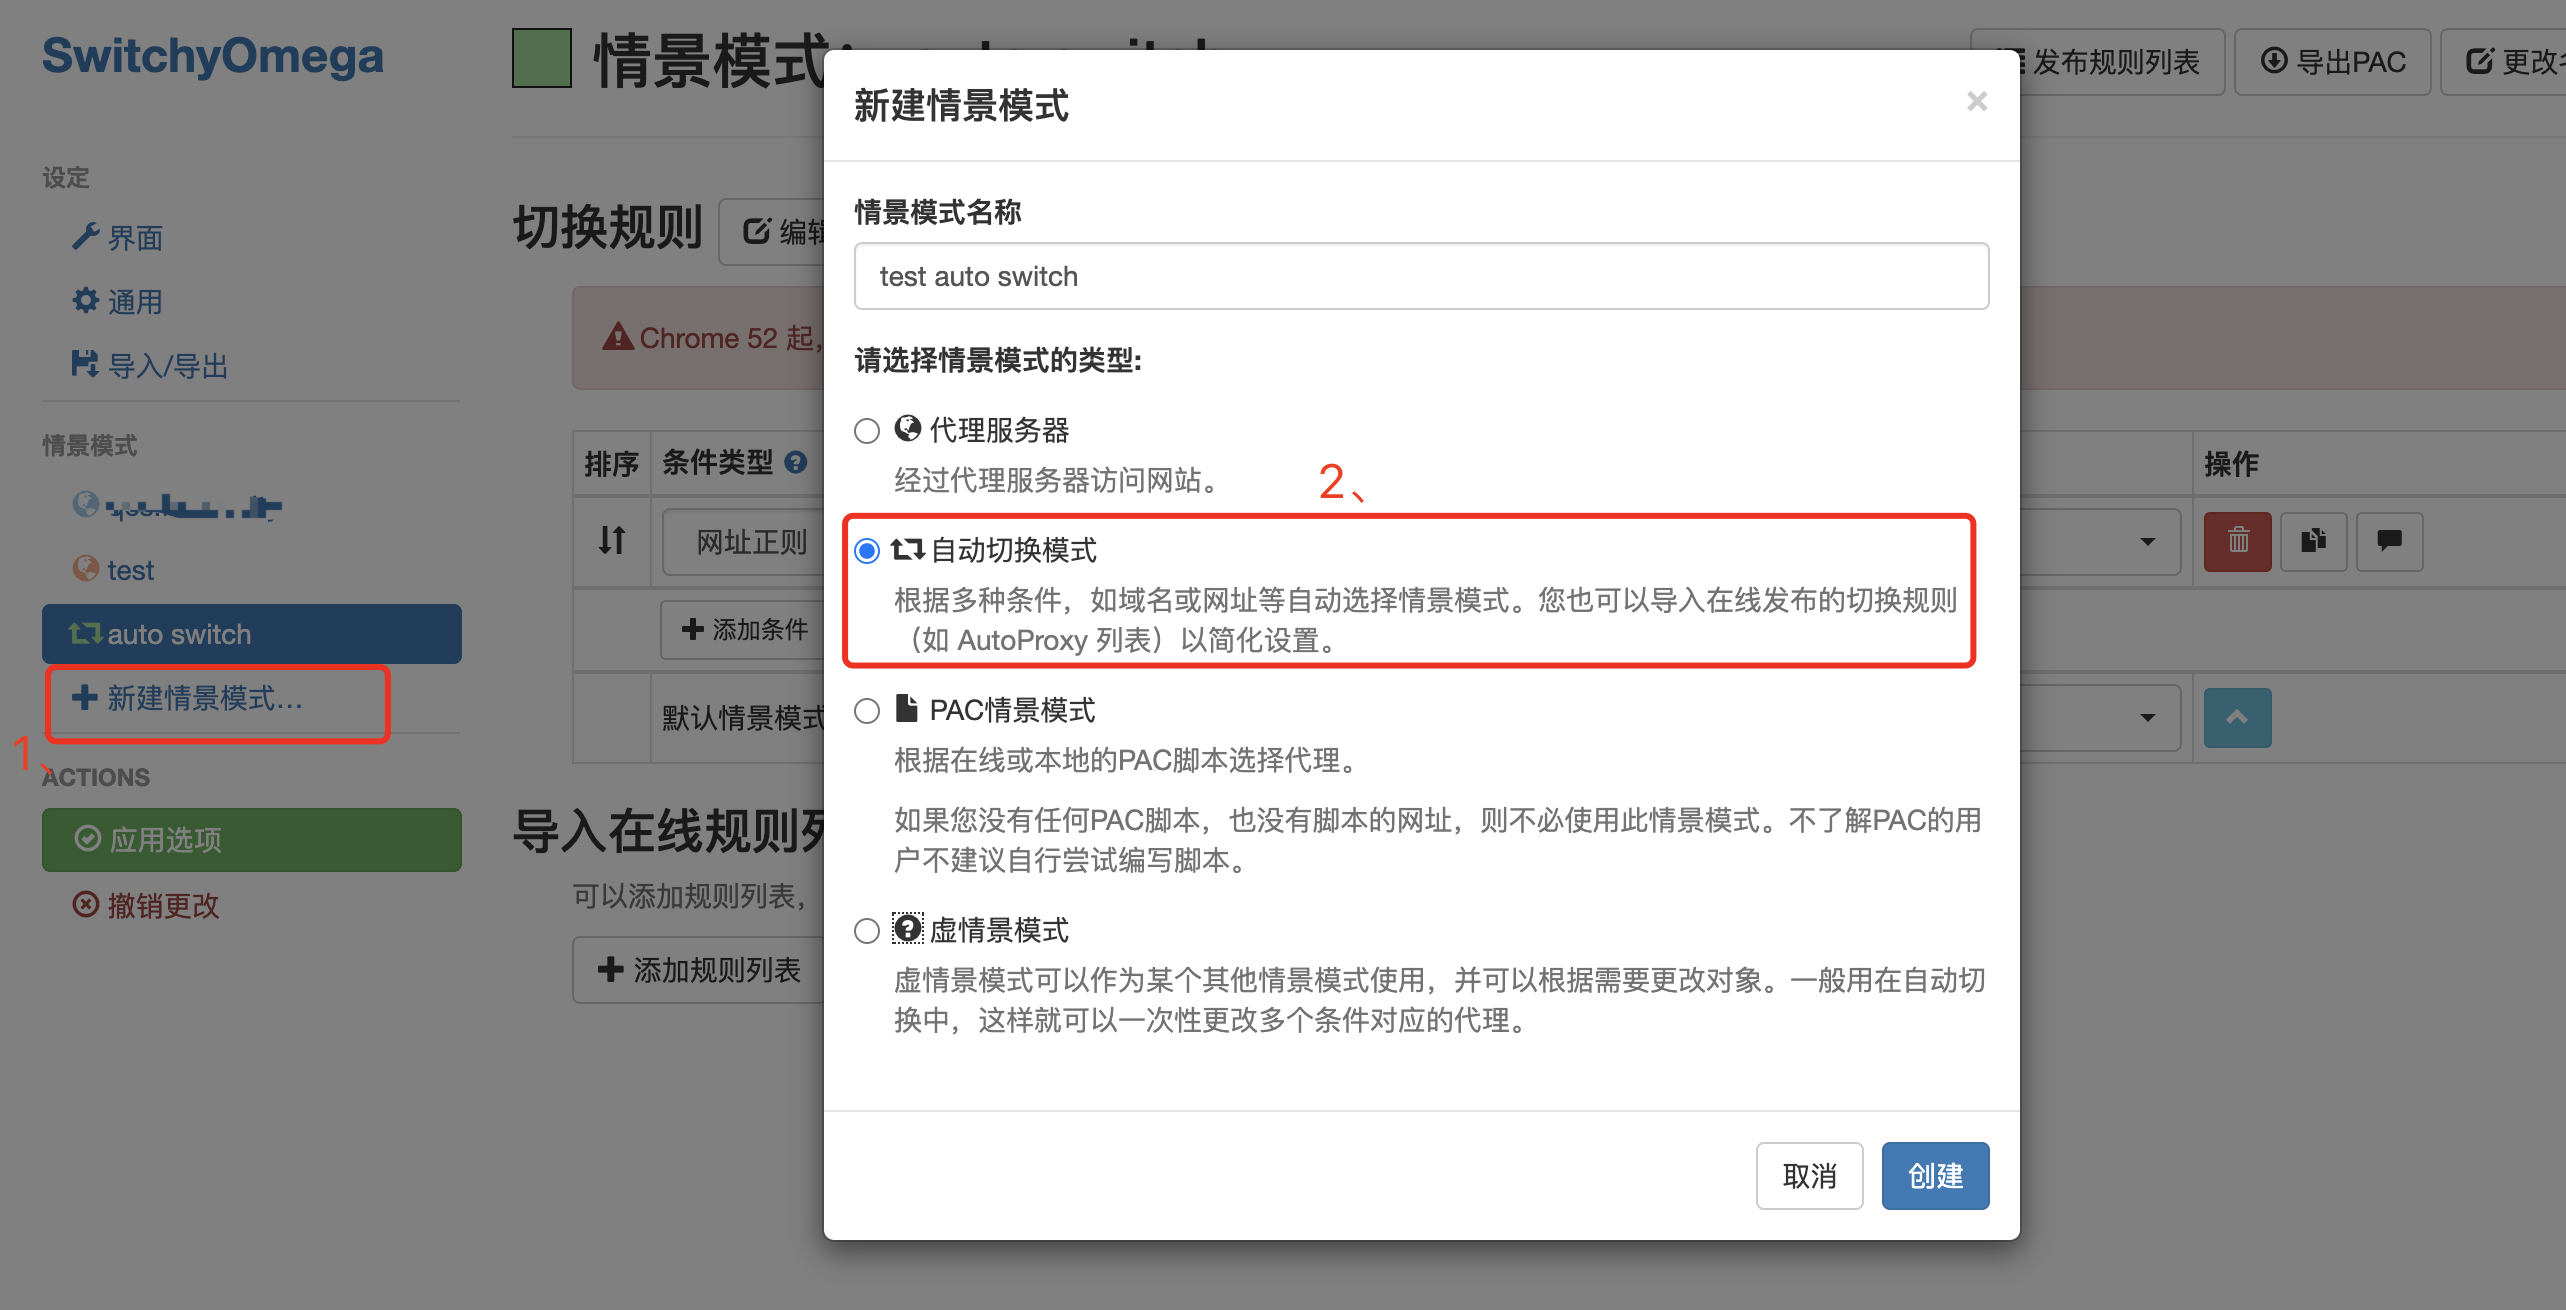 SwitchyOmega
设定
界面
通用
导入/导出
情景模式
test
auto switch
新建情景模式...
1、
ACTIONS
应用选项
撤销更改
情景模式:
发布规则列表
导出PAC
更改
切换规则
编辑
Chrome 52 起,
排序
条件类型
操作
网址正则
添加条件
默认情景模式
导入在线规则列
可以添加规则列表,
添加规则列表
新建情景模式
×
情景模式名称
test auto switch
请选择情景模式的类型:
代理服务器
经过代理服务器访问网站。
2、
自动切换模式
根据多种条件，如域名或网址等自动选择情景模式。您也可以导入在线发布的切换规则
（如 AutoProxy 列表）以简化设置。
PAC情景模式
根据在线或本地的PAC脚本选择代理。
如果您没有任何PAC脚本，也没有脚本的网址，则不必使用此情景模式。不了解PAC的用
户不建议自行尝试编写脚本。
虚情景模式
虚情景模式可以作为某个其他情景模式使用，并可以根据需要更改对象。一般用在自动切
换中，这样就可以一次性更改多个条件对应的代理。
取消
创建